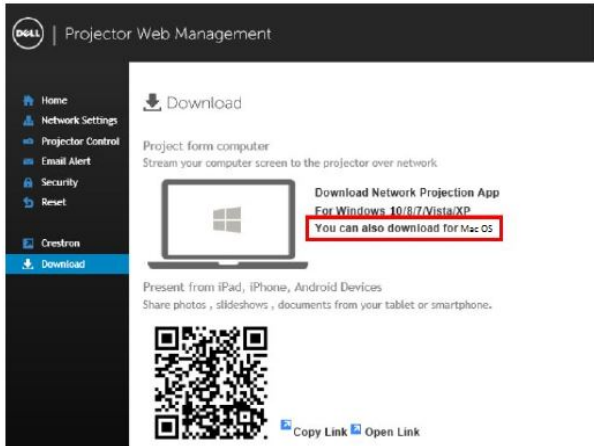 DELL | Projector Web Management
Home
Network Settings
Projector Control
Email Alert
Security
Reset
Crestron
Download
Download
Project form computer
Stream your computer screen to the projector over network
Download Network Projection App
For Windows 10/8/7/Vista/XP
You can also download for Mac OS
Present from iPad, iPhone, Android Devices
Share photos , slideshows , documents from your tablet or smartphone.
Copy Link Open Link